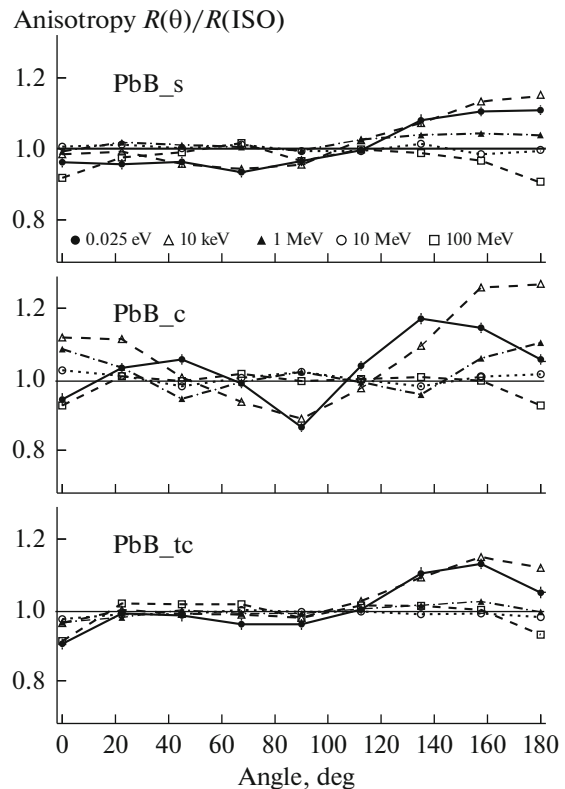 Anisotropy R(θ)/R(ISO)
PbB_s
1.2
1.0
0.8
0.025 eV 10 keV 1 MeV 10 MeV 100 MeV
PbB_c
1.2
1.0
0.8
PbB_tc
1.2
1.0
0.8
0 20 40 60 80 100 120 140 160 180
Angle, deg